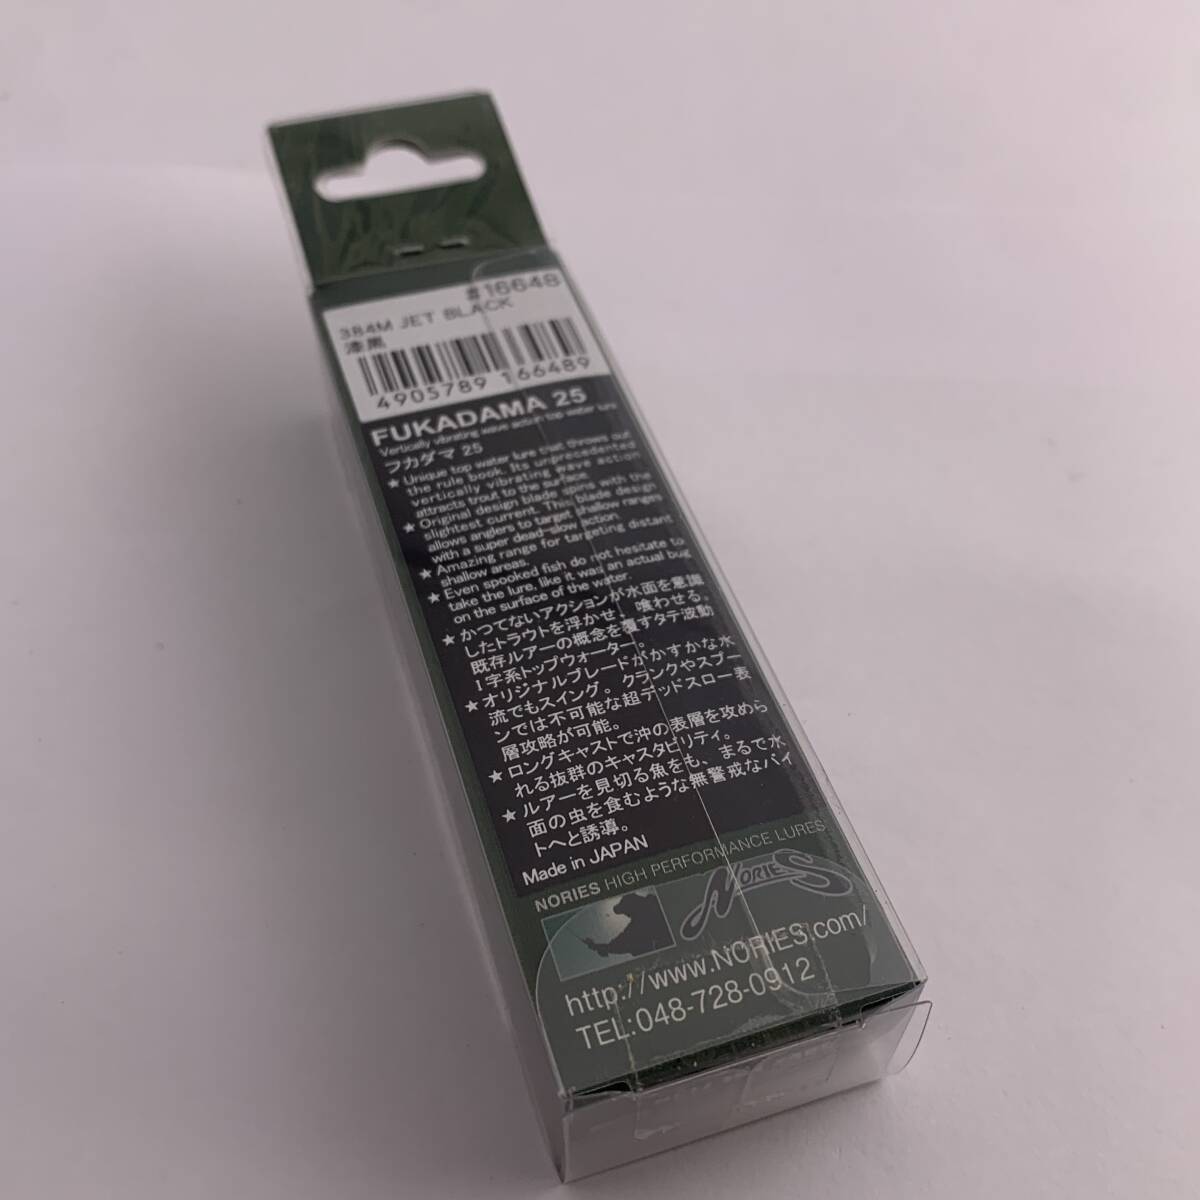 #16648
384M JET BLACK
漆黒
4905789 166489
FUKADAMA 25
Vertically vibrating wave action top water lure
フカダマ 25
★ Unique top water lure that throws out
the rule book. Its unprecedented
vertically vibrating wave action
attracts trout to the surface.
★ Original design blade spins with the
slightest current. This blade design
allows anglers to target shallow ranges
with a super dead-slow action.
★ Amazing range for targeting distant
shallow areas.
★ Even spooked fish do not hesitate to
take the lure, like it was an actual bug
on the surface of the water.
★ かつてないアクションが水面を意識
したトラウトを浮かせ、喰わせる。
既存ルアーの概念を覆すタテ波動
I字系トップウォーター。
★ オリジナルブレードがかすかな水
流でもスイング。クランクやスプー
ンでは不可能な超デッドスロー表
層攻略が可能。
★ ロングキャストで沖の表層を攻めら
れる抜群のキャスタビリティ。
★ ルアーを見切る魚をも、まるで水
面の虫を食むような無警戒なバイ
トへと誘導。
Made in JAPAN
NORIES HIGH PERFORMANCE LURES
NORIES
http://www.NORIES.com/
TEL:048-728-0912